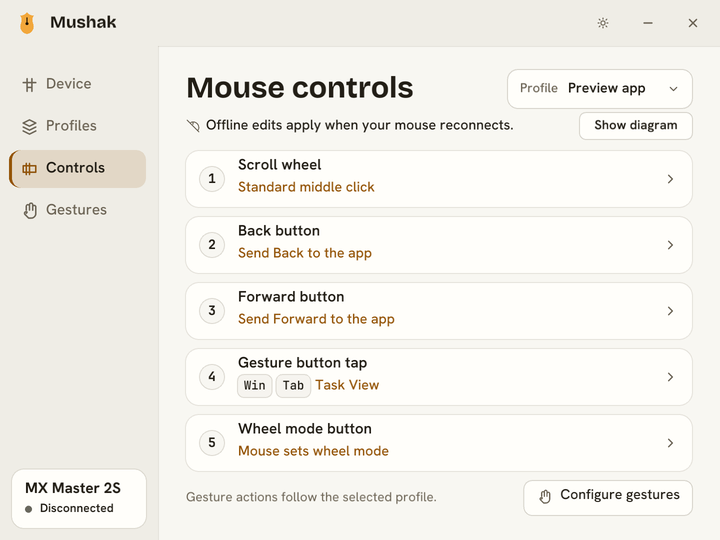 Mushak
Device
Profiles
Controls
Gestures
MX Master 2S
Disconnected
Mouse controls
Profile Preview app
Offline edits apply when your mouse reconnects.
Show diagram
1 Scroll wheel
Standard middle click
2 Back button
Send Back to the app
3 Forward button
Send Forward to the app
4 Gesture button tap
Win Tab Task View
5 Wheel mode button
Mouse sets wheel mode
Gesture actions follow the selected profile.
Configure gestures